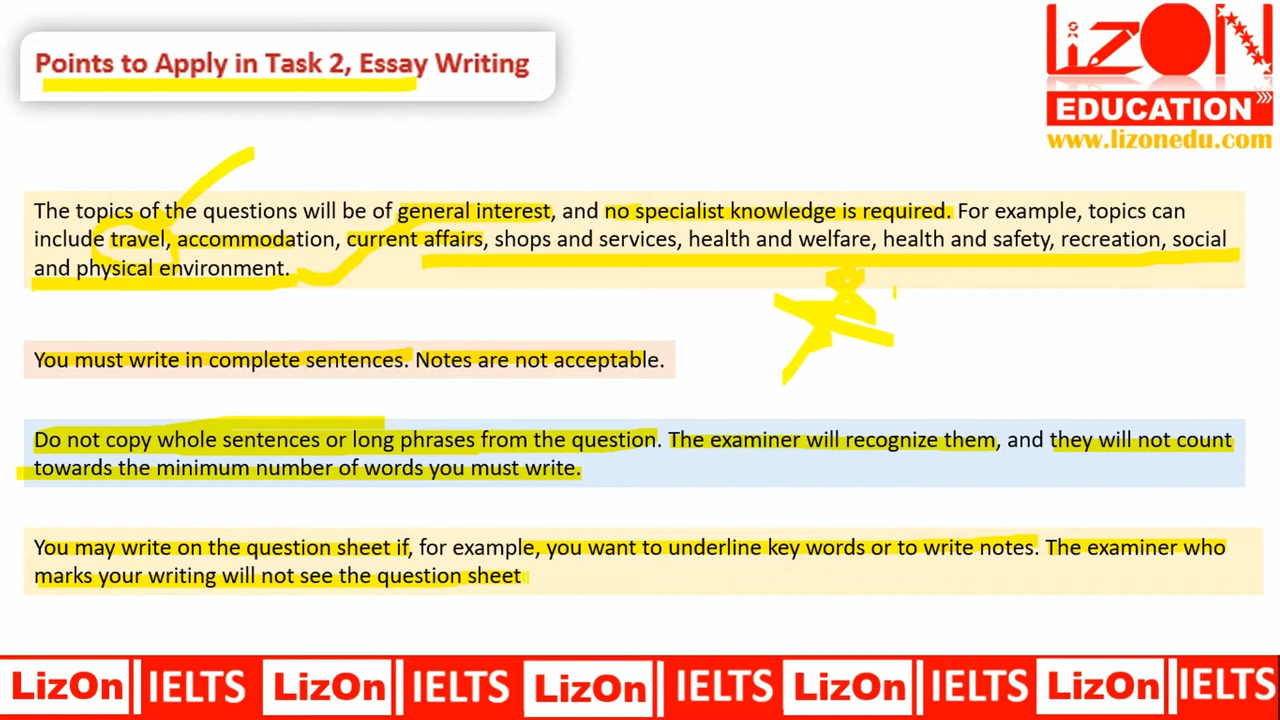 Points to Apply in Task 2, Essay Writing
LizON
EDUCATION
www.lizonedu.com
The topics of the questions will be of general interest, and no specialist knowledge is required. For example, topics can
include travel, accommodation, current affairs, shops and services, health and welfare, health and safety, recreation, social
and physical environment.
You must write in complete sentences. Notes are not acceptable.
Do not copy whole sentences or long phrases from the question. The examiner will recognize them, and they will not count
towards the minimum number of words you must write.
You may write on the question sheet if, for example, you want to underline key words or to write notes. The examiner who
marks your writing will not see the question sheet
LizOn IELTS LizOn IELTS LizOn IELTS LizOn IELTS LizOn IELTS